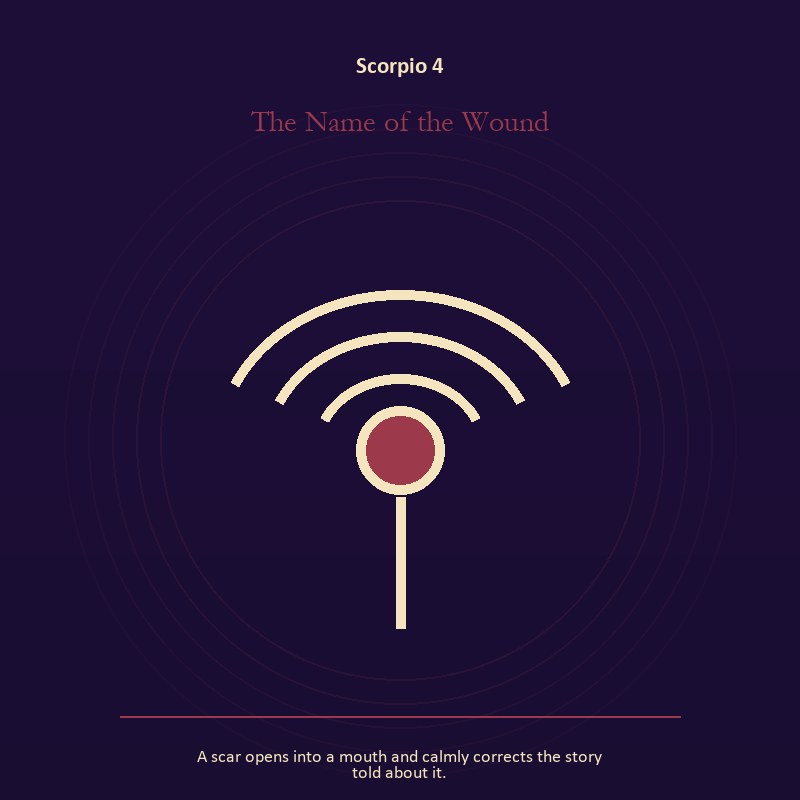 Scorpio 4
The Name of the Wound
A scar opens into a mouth and calmly corrects the story
told about it.